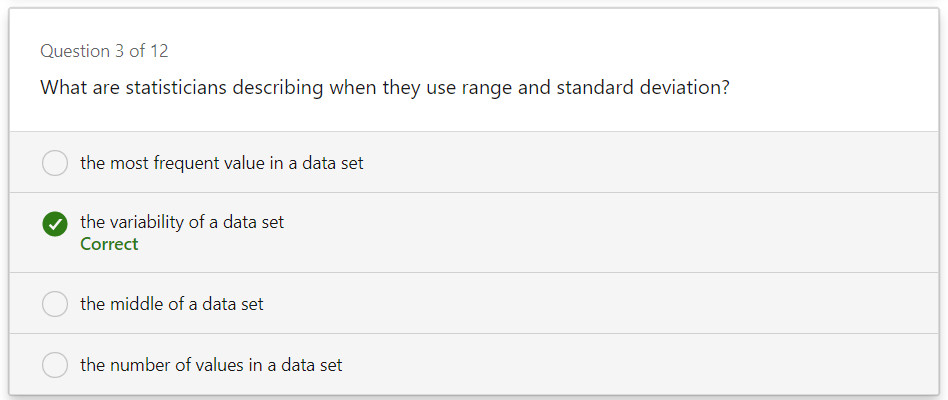 Question 3 of 12
What are statisticians describing when they use range and standard deviation?
the most frequent value in a data set
the variability of a data set
Correct
the middle of a data set
the number of values in a data set